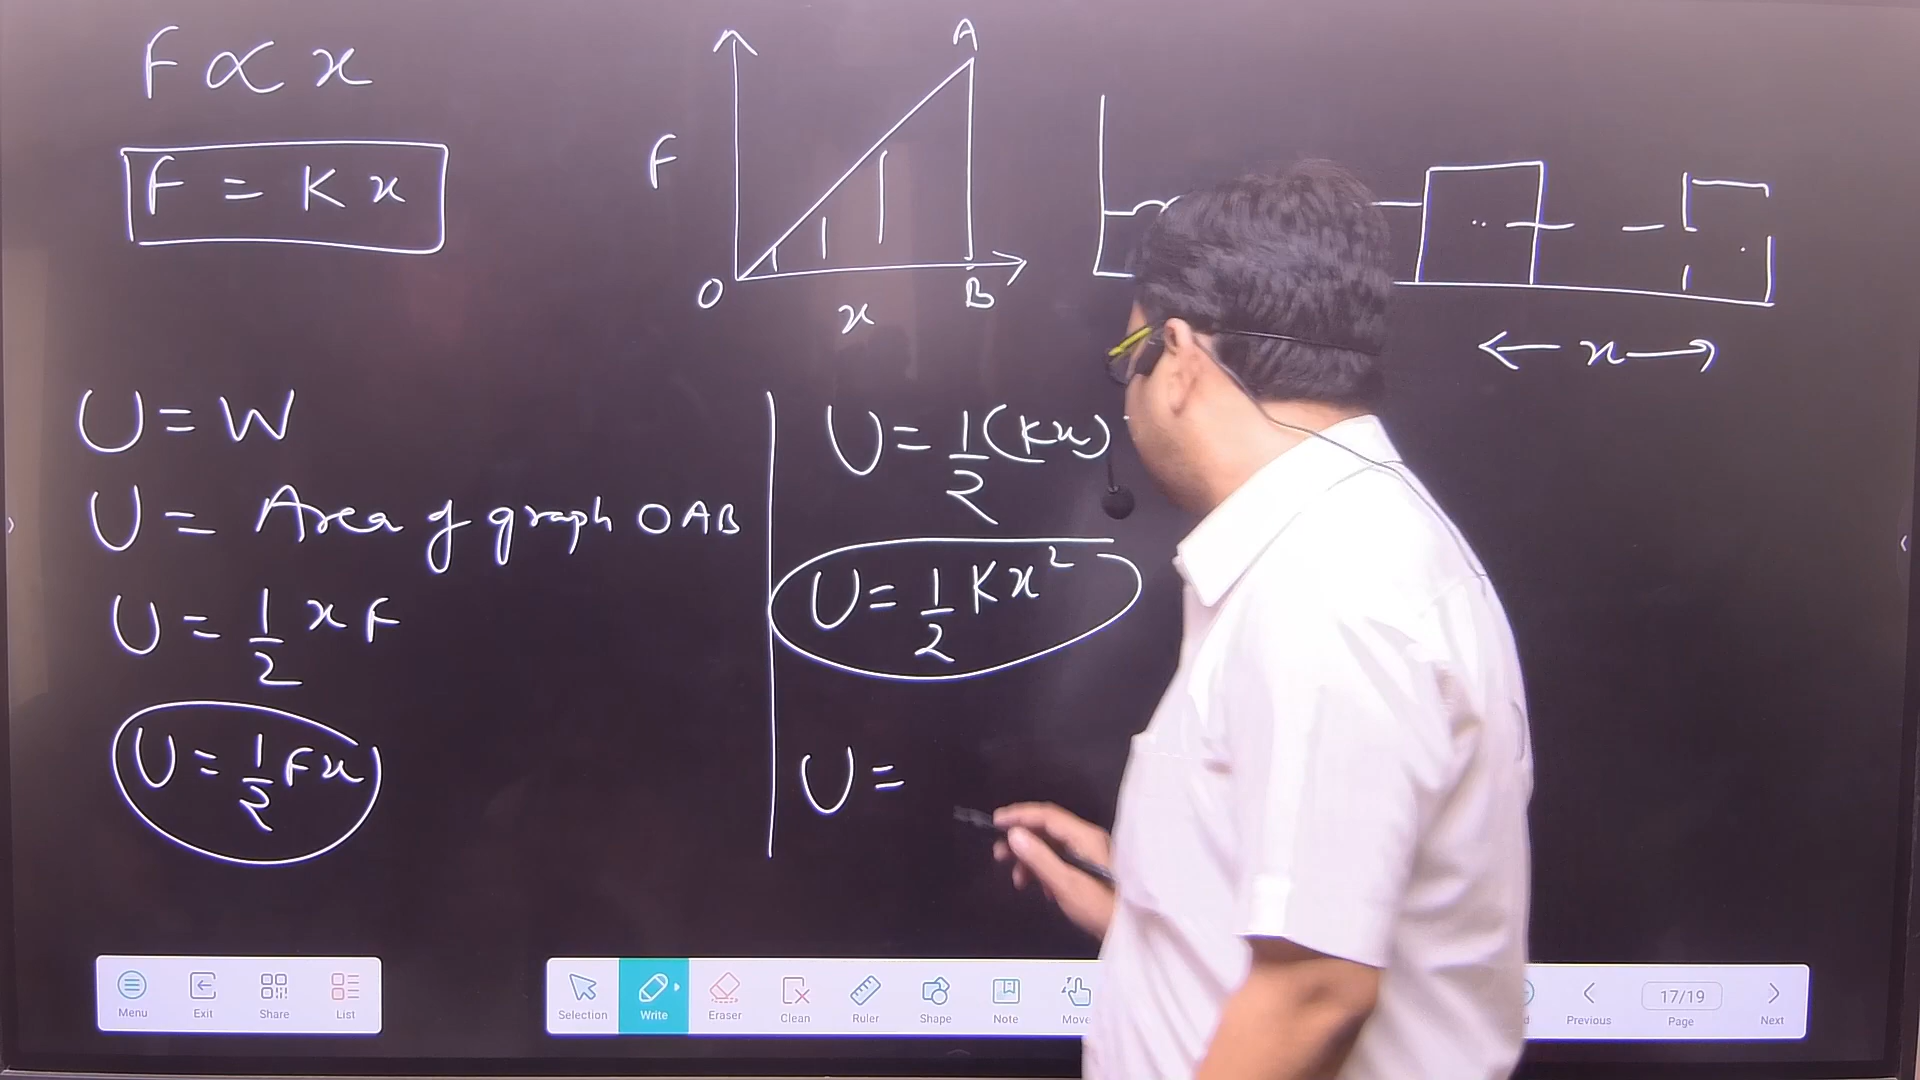 F ∝ x
F = K x
A
F
O
x
B
x
U = W
U = Area of graph OAB
U = 1/2 x F
U = 1/2 Fx
U = 1/2 (Kx)
U = 1/2 Kx²
U =
Menu Exit Share List
Selection Write Eraser Clean Ruler Shape Note Move
Previous 17/19 Page Next